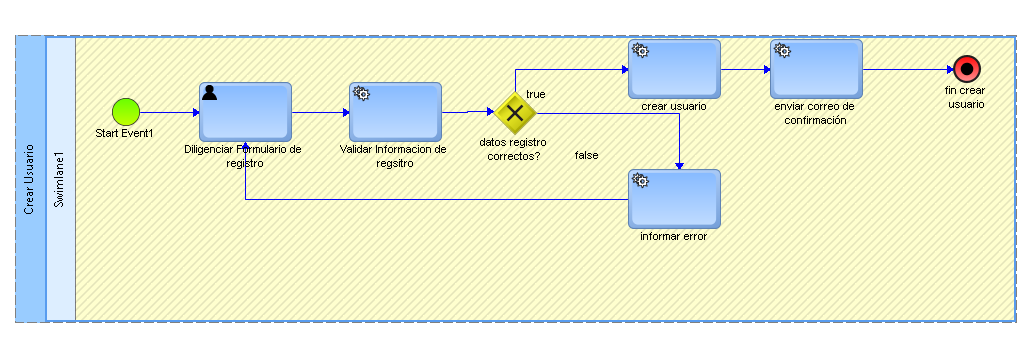 Crear Usuario
Swimlane1
Start Event1
Diligenciar Formulario de
registro
Validar Informacion de
regsitro
datos registro
correctos?
true
false
crear usuario
enviar correo de
confirmación
fin crear
usuario
informar error